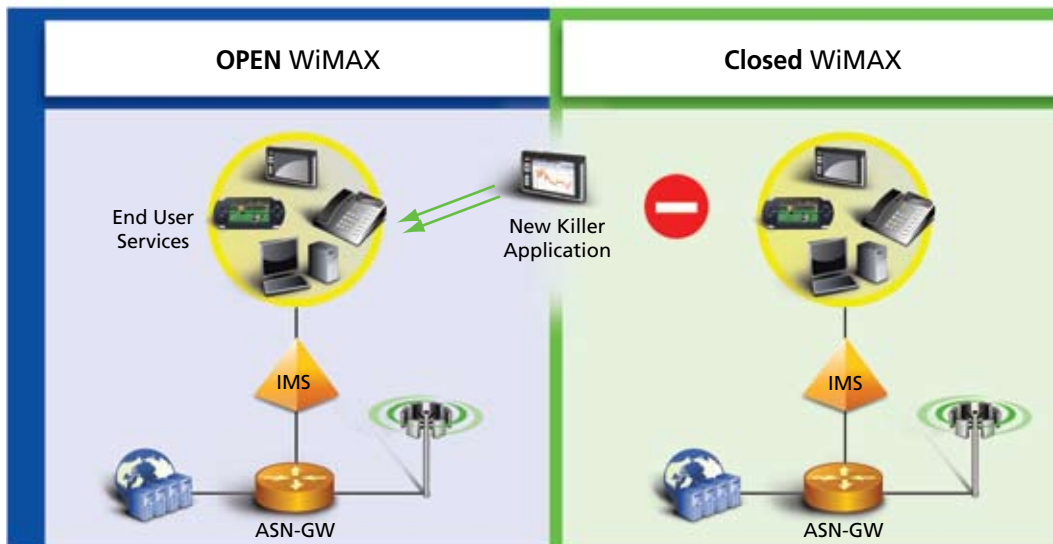 OPEN WiMAX
Closed WiMAX
End User
Services
New Killer
Application
IMS
ASN-GW
IMS
ASN-GW